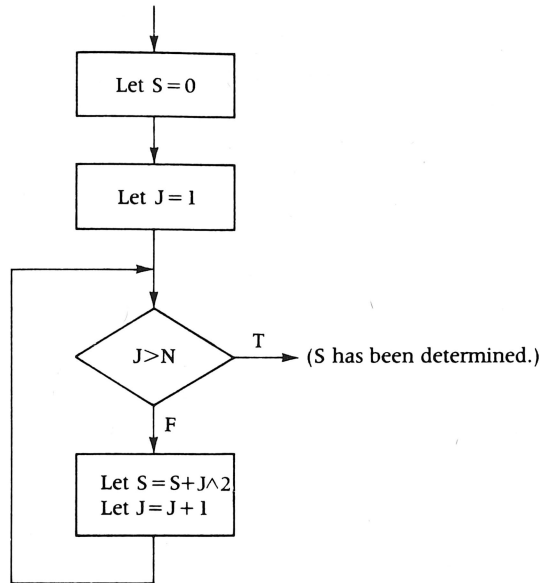 Let S = 0
Let J = 1
J>N
T
(S has been determined.)
F
Let S = S+J^2
Let J = J + 1